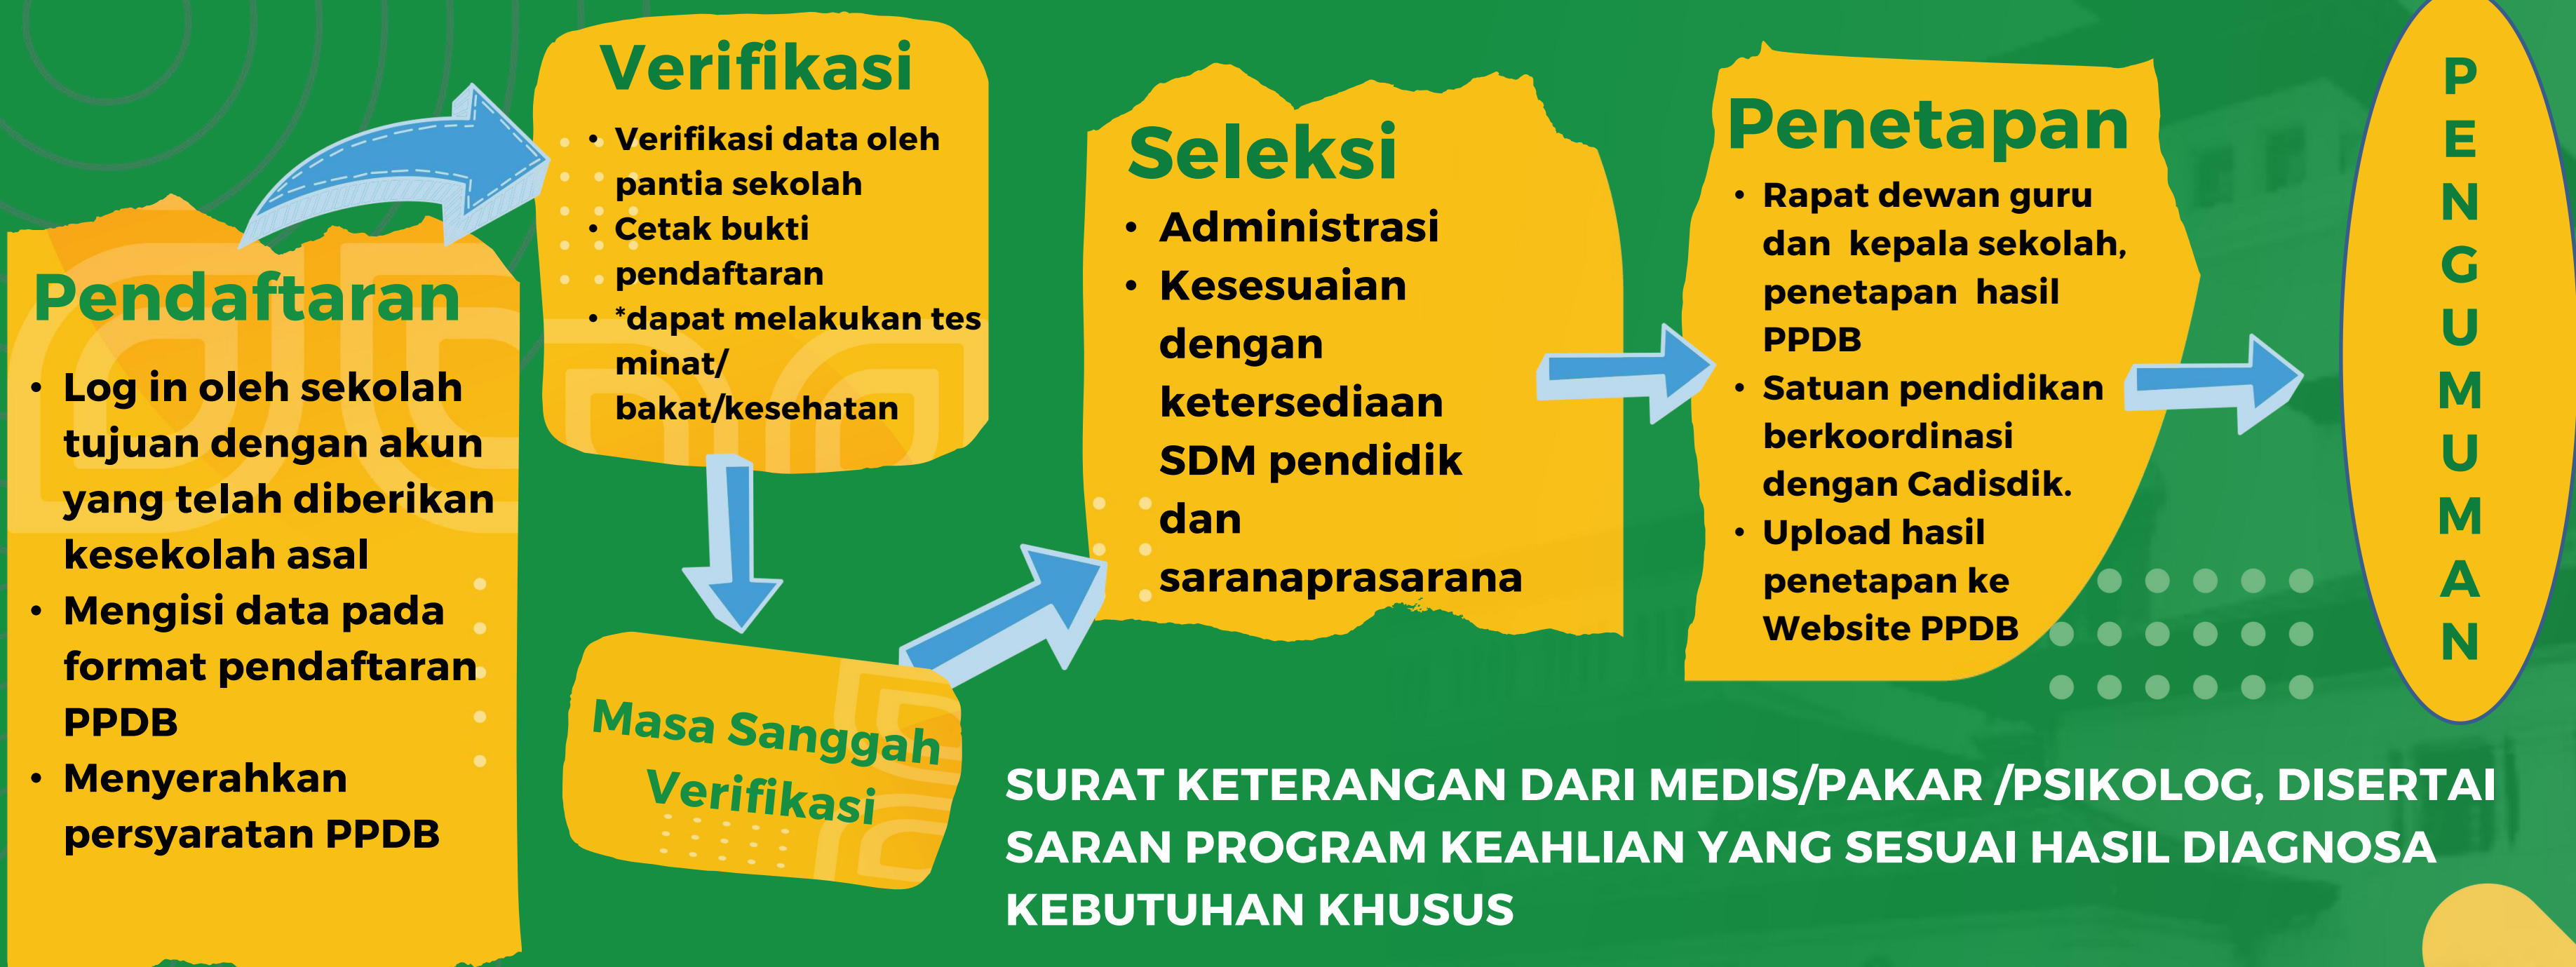 Pendaftaran
• Log in oleh sekolah
tujuan dengan akun
yang telah diberikan
kesekolah asal
• Mengisi data pada
format pendaftaran
PPDB
• Menyerahkan
persyaratan PPDB
Verifikasi
• Verifikasi data oleh
pantia sekolah
• Cetak bukti
pendaftaran
• *dapat melakukan tes
minat/
bakat/kesehatan
Masa Sanggah
Verifikasi
Seleksi
• Administrasi
• Kesesuaian
dengan
ketersediaan
SDM pendidik
dan
saranaprasarana
Penetapan
• Rapat dewan guru
dan kepala sekolah,
penetapan hasil
PPDB
• Satuan pendidikan
berkoordinasi
dengan Cadisdik.
• Upload hasil
penetapan ke
Website PPDB
PENGUMUMAN
SURAT KETERANGAN DARI MEDIS/PAKAR /PSIKOLOG, DISERTAI
SARAN PROGRAM KEAHLIAN YANG SESUAI HASIL DIAGNOSA
KEBUTUHAN KHUSUS